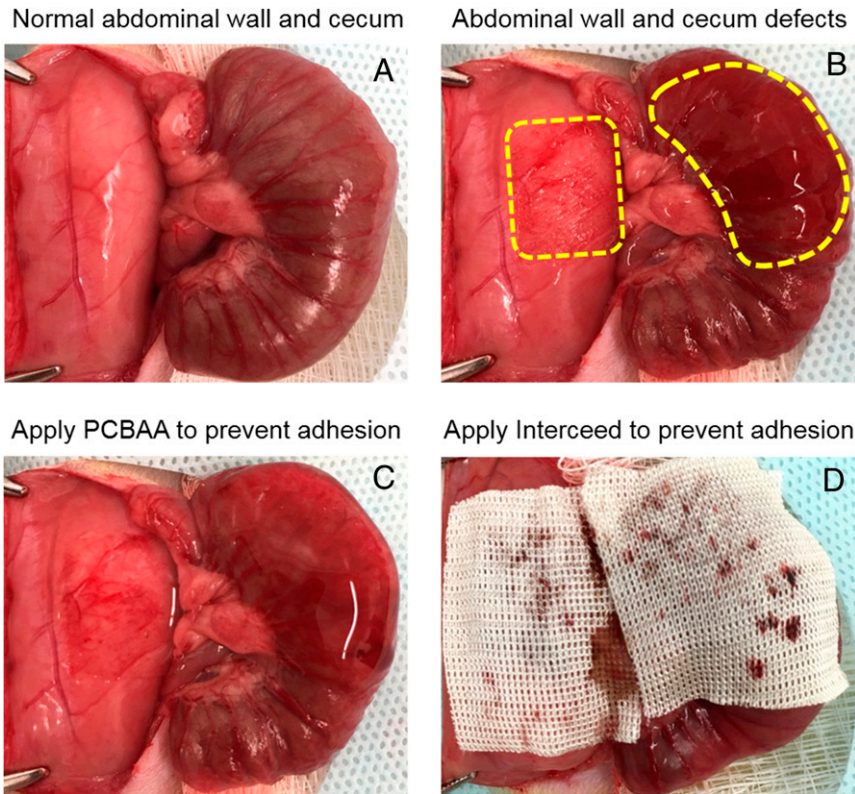 Normal abdominal wall and cecum
A
Abdominal wall and cecum defects
B
Apply PCBAA to prevent adhesion
C
Apply Interceed to prevent adhesion
D